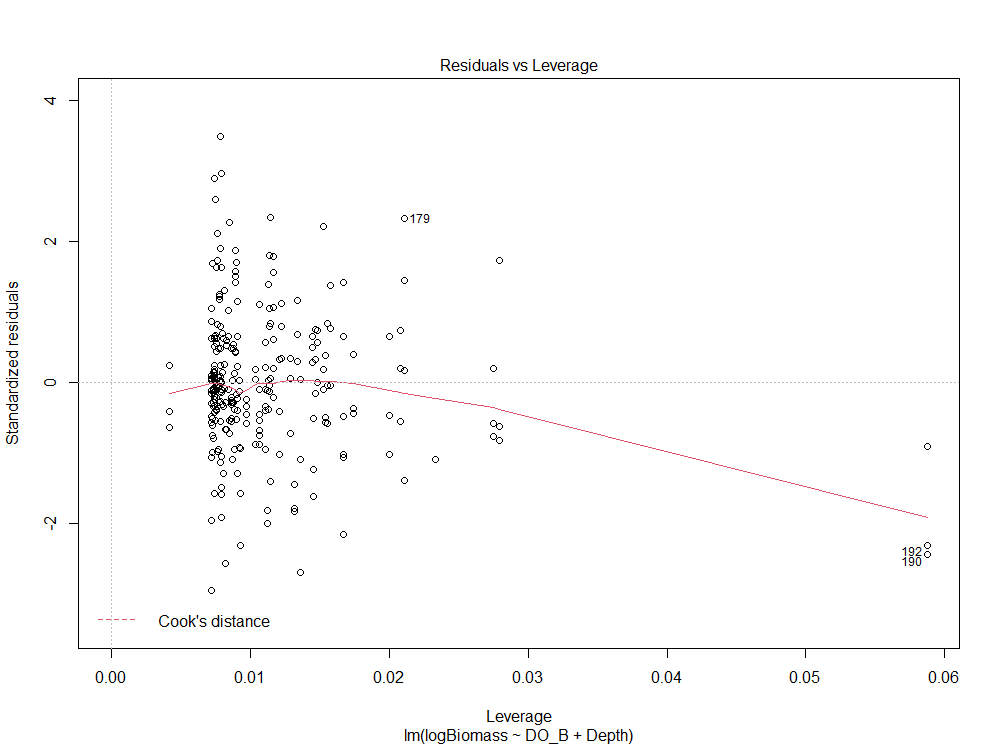 Residuals vs Leverage
Standardized residuals
4
2
0
-2
179
192
190
Cook's distance
0.00 0.01 0.02 0.03 0.04 0.05 0.06
Leverage
lm(logBiomass ~ DO_B + Depth)